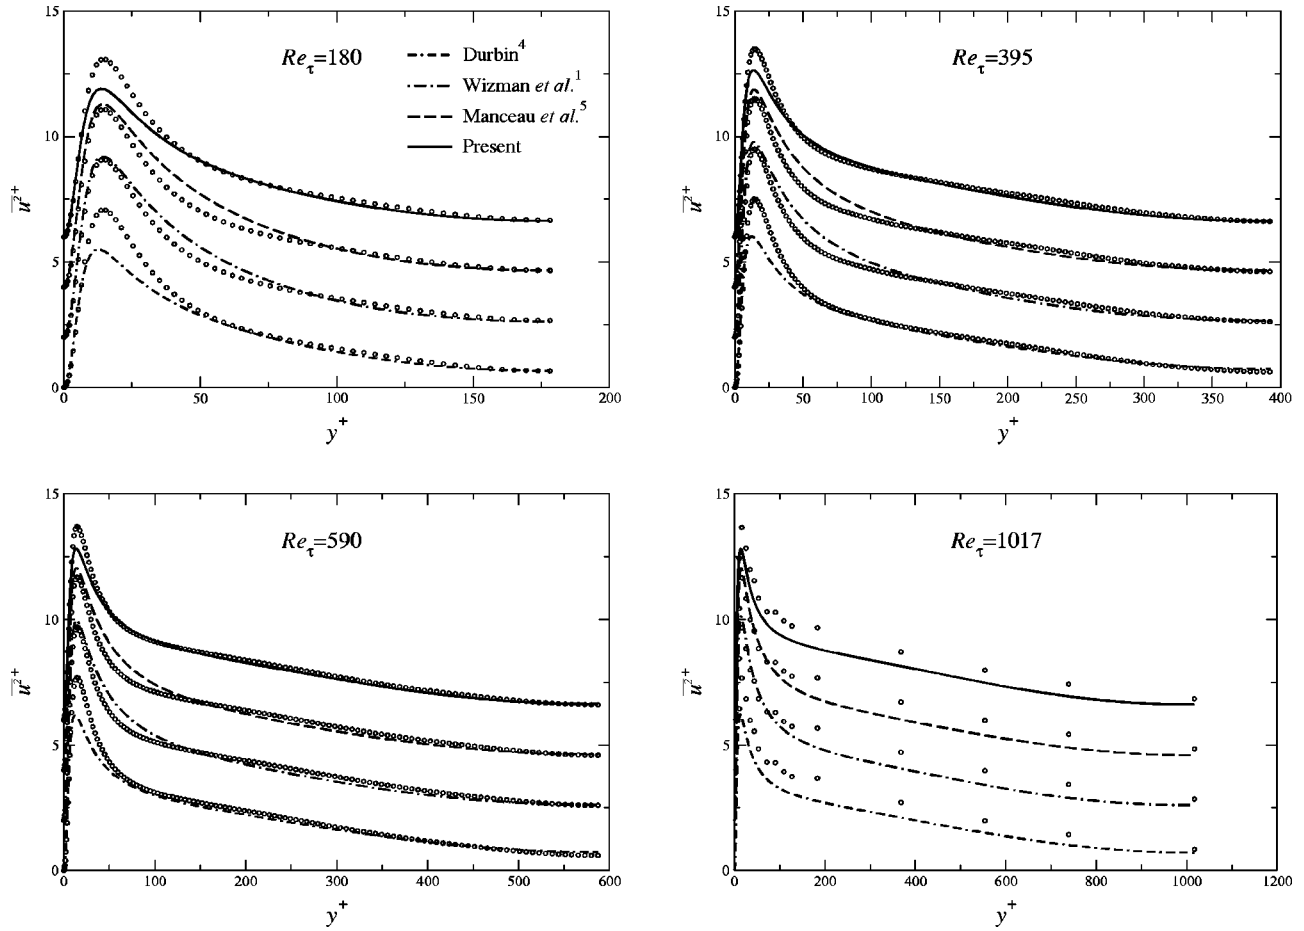 15
10
5
0
0 50 100 150 200
Re_τ=180
Durbin⁴
Wizman et al.¹
Manceau et al.⁵
Present
u²⁺
y⁺
15
10
5
0
0 50 100 150 200 250 300 350 400
Re_τ=395
u²⁺
y⁺
15
10
5
0
0 100 200 300 400 500 600
Re_τ=590
u²⁺
y⁺
15
10
5
0
0 200 400 600 800 1000 1200
Re_τ=1017
u²⁺
y⁺